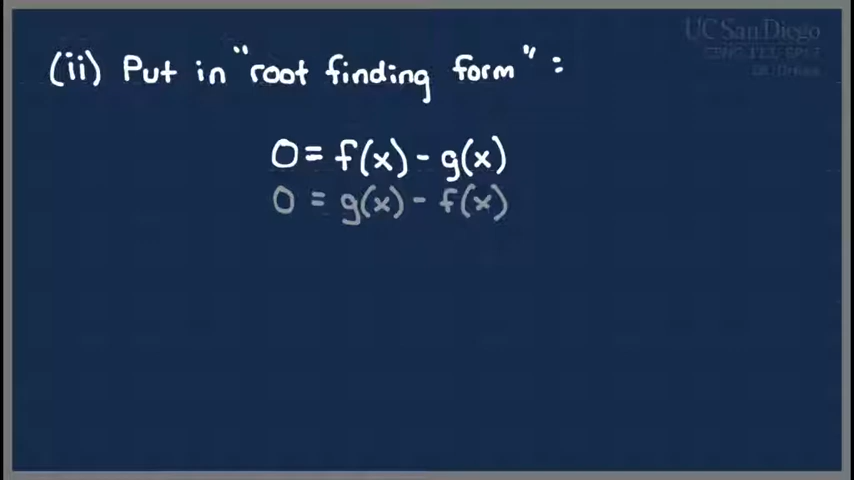 UC San Diego
(ii) Put in "root finding form" :
0 = f(x) - g(x)
0 = g(x) - f(x)